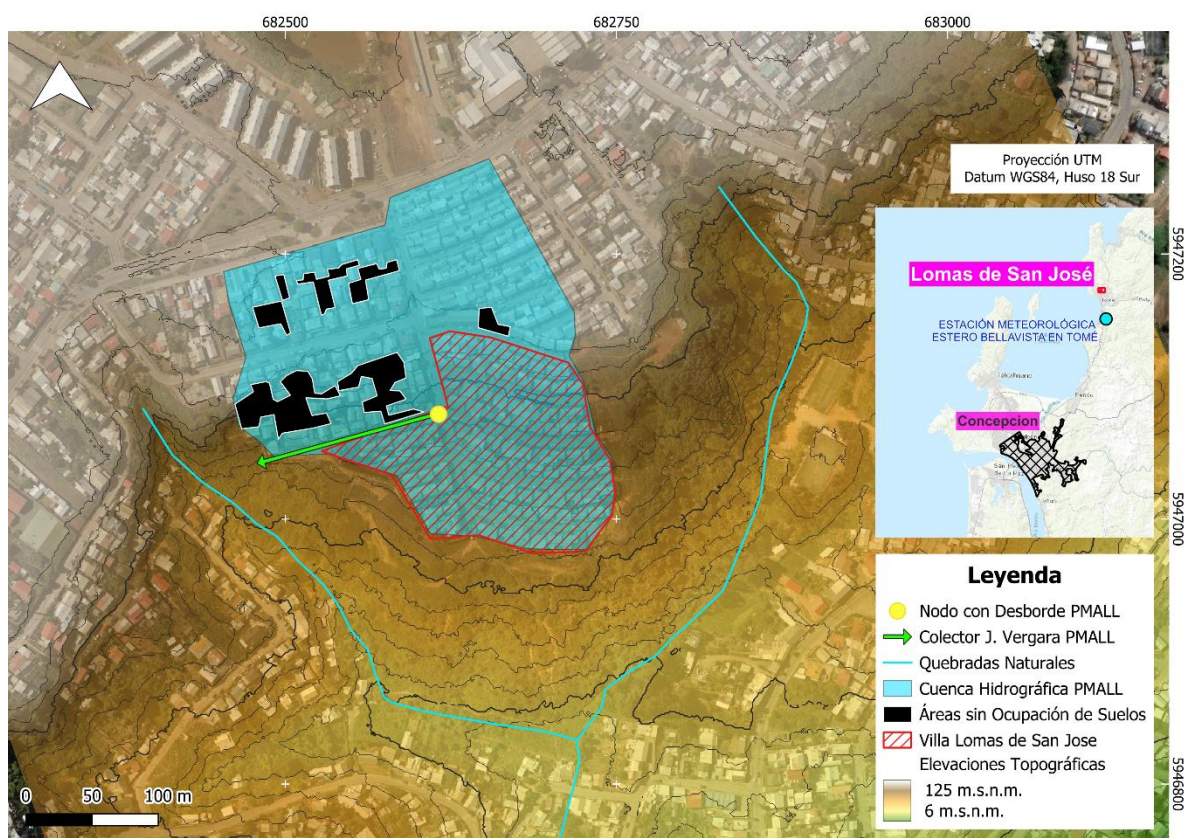 682500
682750
683000
Proyección UTM
Datum WGS84, Huso 18 Sur
5947200
Lomas de San José
ESTACIÓN METEOROLÓGICA
ESTERO BELLAVISTA EN TOMÉ
Talcahuano
Concepcion
5947000
Leyenda
Nodo con Desborde PMALL
Colector J. Vergara PMALL
Quebradas Naturales
Cuenca Hidrográfica PMALL
Áreas sin Ocupación de Suelos
Villa Lomas de San Jose
Elevaciones Topográficas
125 m.s.n.m.
6 m.s.n.m.
5946800
0 50 100 m